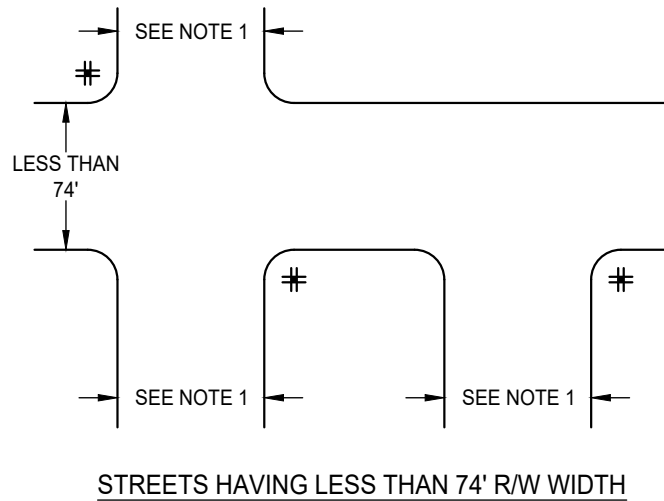 SEE NOTE 1
LESS THAN
74'
SEE NOTE 1
SEE NOTE 1
STREETS HAVING LESS THAN 74' R/W WIDTH